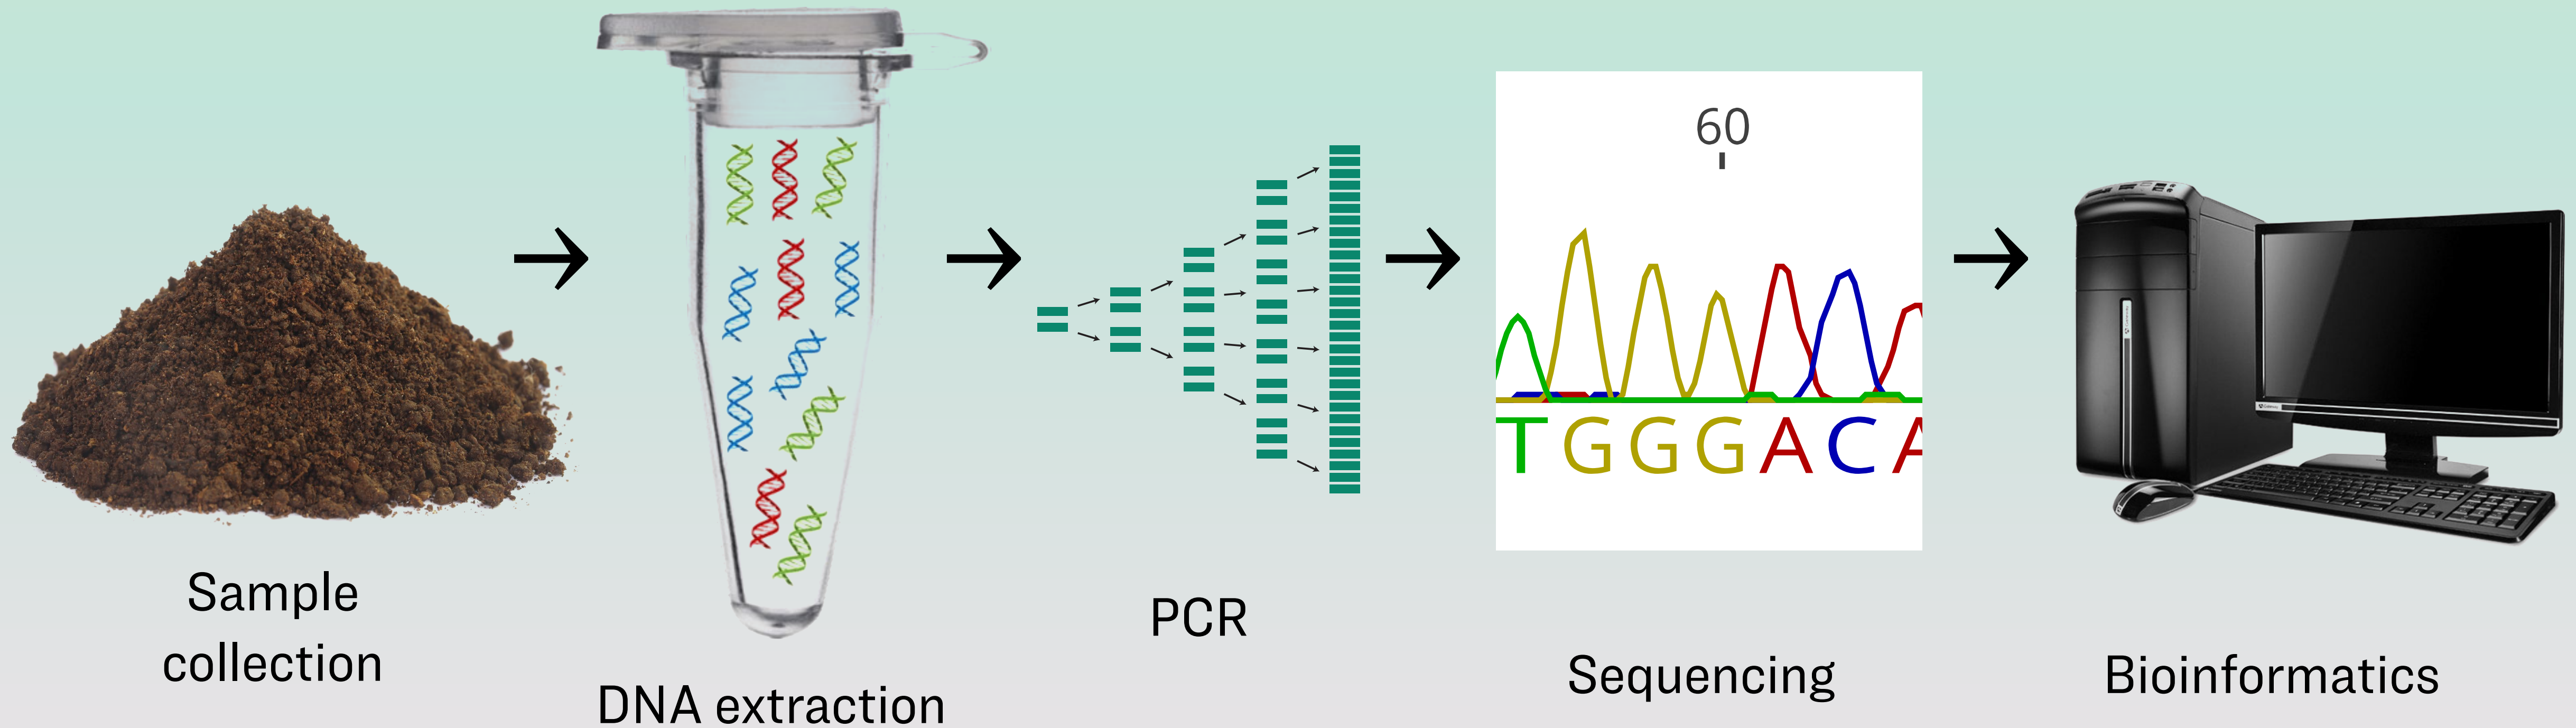 60
TGGGACA
Sample
collection
DNA extraction
PCR
Sequencing
Bioinformatics